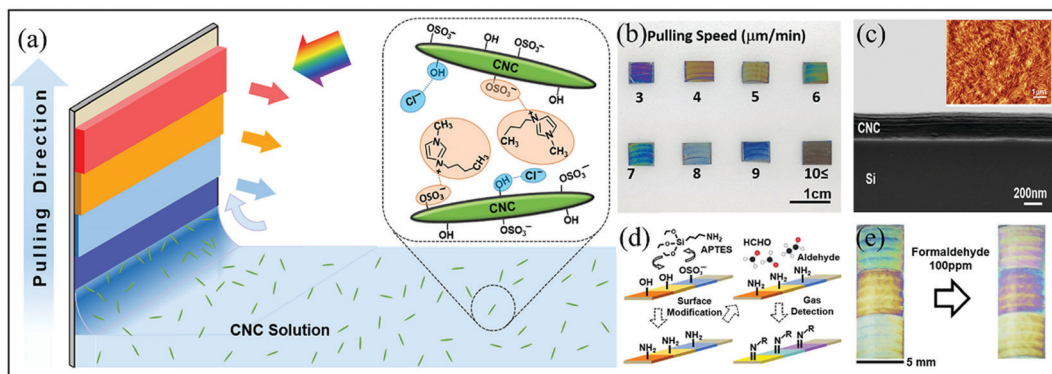 (a)
Pulling Direction
CNC Solution
OSO₃⁻
OH
OSO₃⁻
CNC
OH
Cl⁻
OSO₃⁻
OH
CH₃
N
N
+
CH₃
N
+
N
CH₃
CH₃
OSO₃⁻
OH
Cl⁻
OSO₃⁻
OSO₃⁻
CNC
OH
OH
(b)
Pulling Speed (μm/min)
3 4 5 6
7 8 9 10≤
1cm
(c)
1μm
CNC
Si
200nm
(d)
O
O
Si
O
NH₂
APTES
HCHO
Aldehyde
OH OH OSO₃⁻
NH₂ NH₂ NH₂
Surface
Modification
Gas
Detection
NH₂ NH₂ NH₂
N-R N-R N-R
(e)
Formaldehyde
100ppm
5 mm